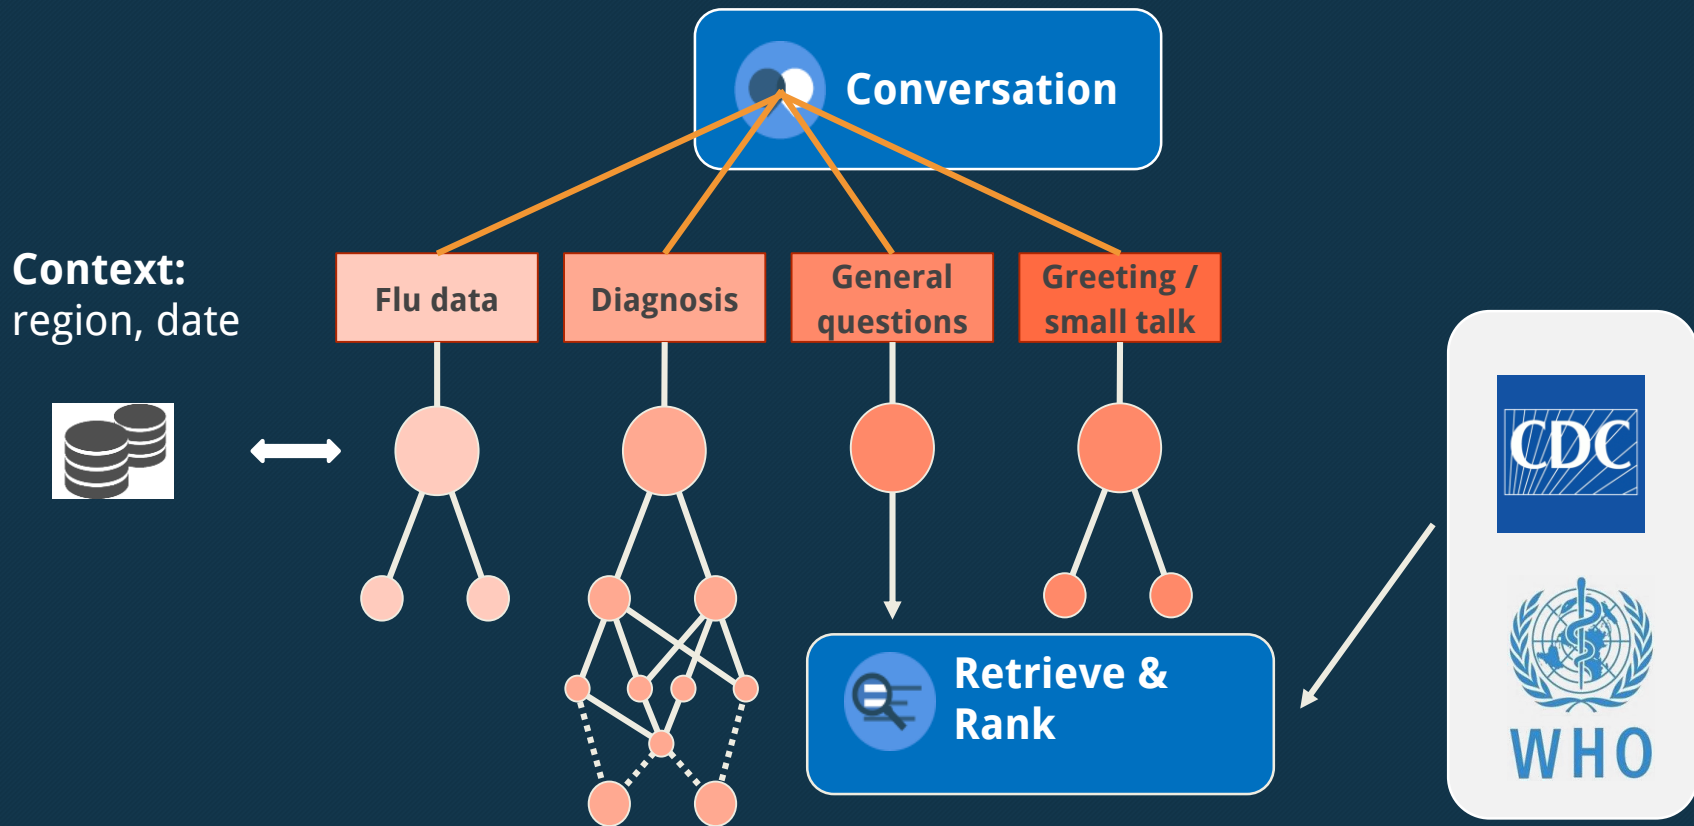 Conversation
Context:
region, date
Flu data
Diagnosis
General
questions
Greeting /
small talk
CDC
Retrieve &
Rank
WHO